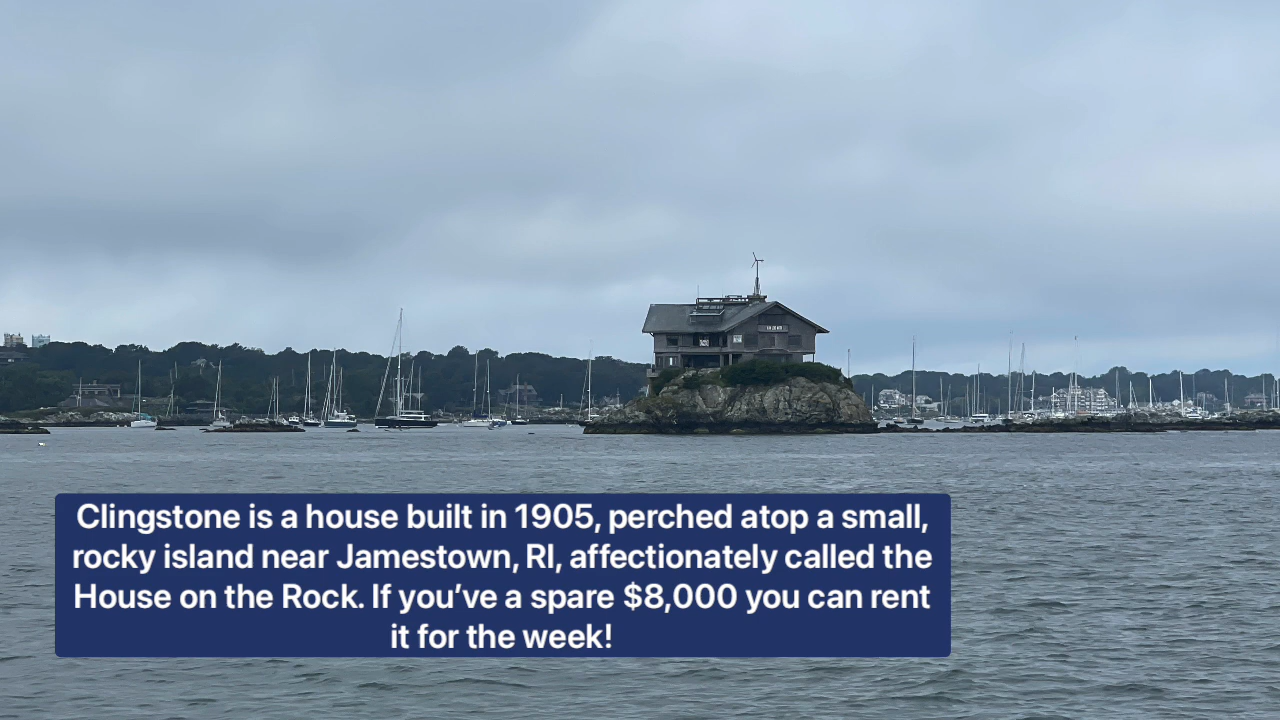 Clingstone is a house built in 1905, perched atop a small,
rocky island near Jamestown, RI, affectionately called the
House on the Rock. If you’ve a spare $8,000 you can rent
it for the week!